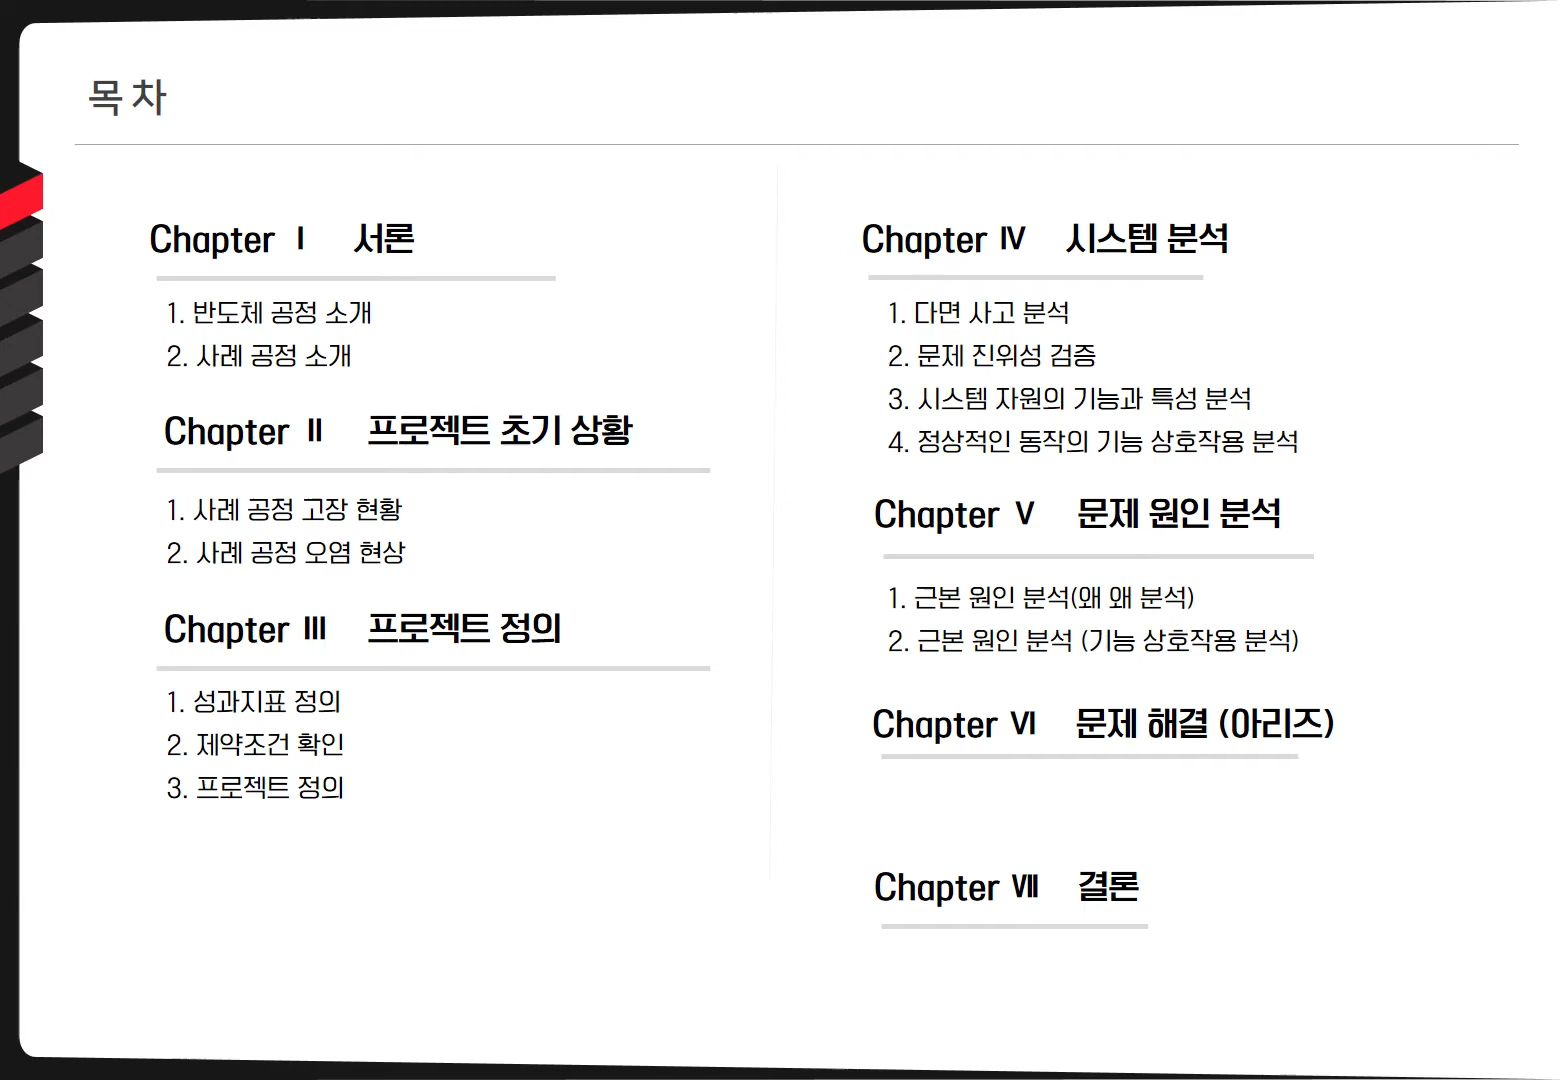 목차
Chapter Ⅰ 서론
1. 반도체 공정 소개
2. 사례 공정 소개
Chapter Ⅱ 프로젝트 초기 상황
1. 사례 공정 고장 현황
2. 사례 공정 오염 현상
Chapter Ⅲ 프로젝트 정의
1. 성과지표 정의
2. 제약조건 확인
3. 프로젝트 정의
Chapter Ⅳ 시스템 분석
1. 다면 사고 분석
2. 문제 진위성 검증
3. 시스템 자원의 기능과 특성 분석
4. 정상적인 동작의 기능 상호작용 분석
Chapter Ⅴ 문제 원인 분석
1. 근본 원인 분석(왜 왜 분석)
2. 근본 원인 분석 (기능 상호작용 분석)
Chapter Ⅵ 문제 해결 (아리즈)
Chapter Ⅶ 결론